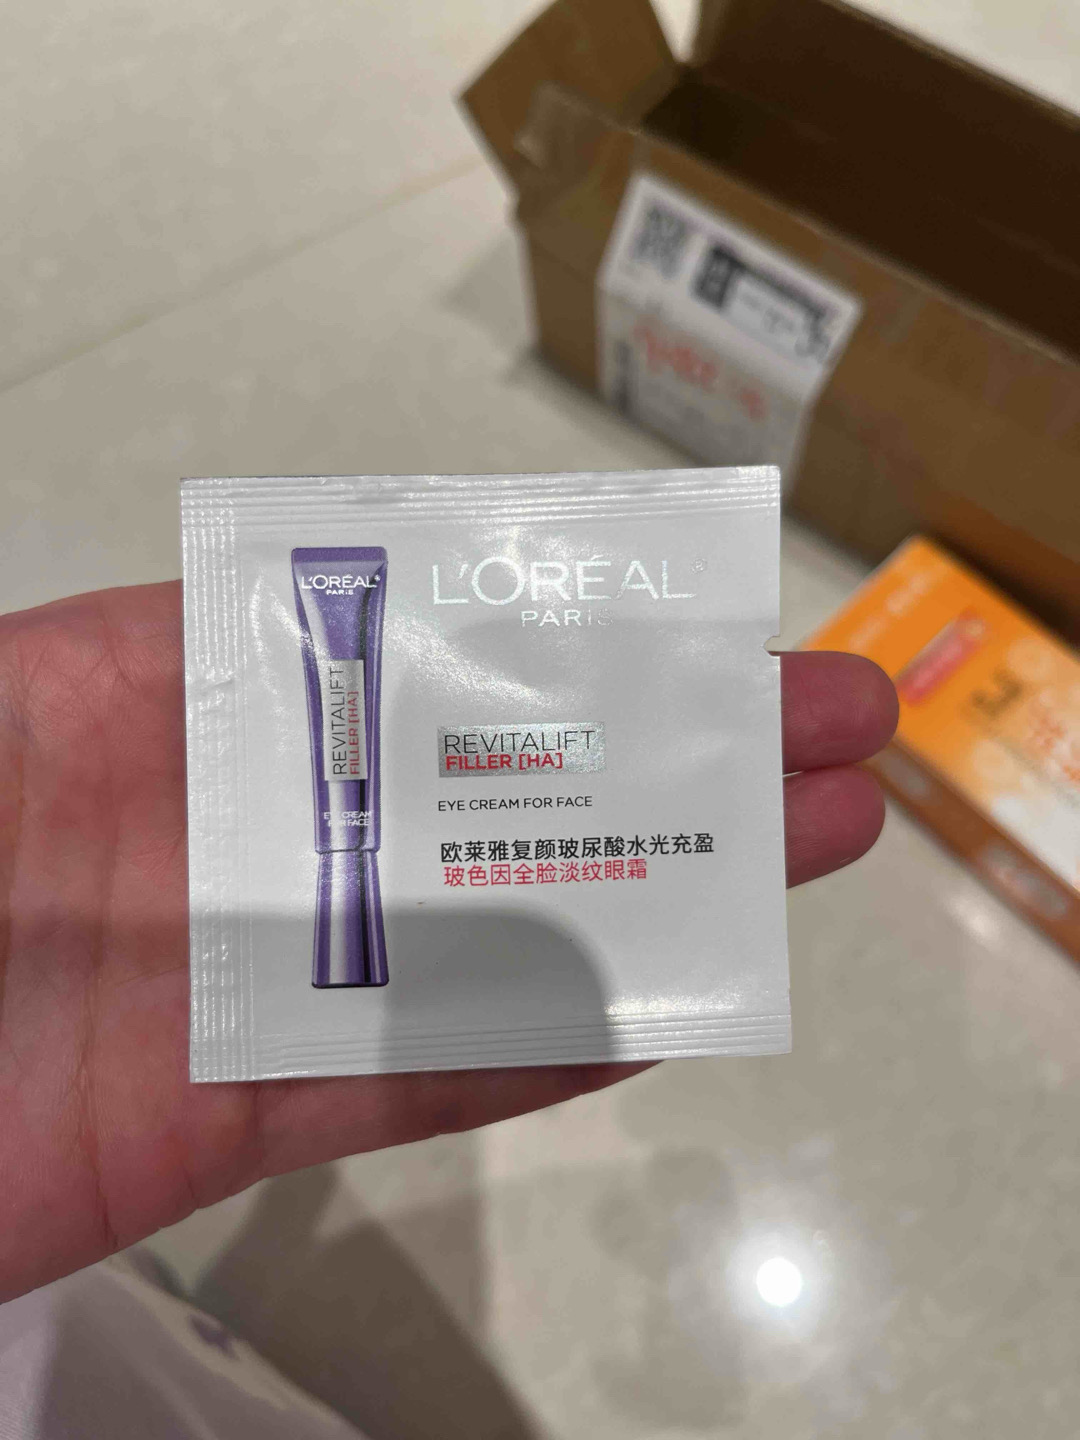 L'ORÉAL®
PARIS
REVITALIFT
FILLER [HA]
EYE CREAM
FOR FACE
L'ORÉAL®
PARIS
REVITALIFT
FILLER [HA]
EYE CREAM FOR FACE
欧莱雅复颜玻尿酸水光充盈
玻色因全脸淡纹眼霜